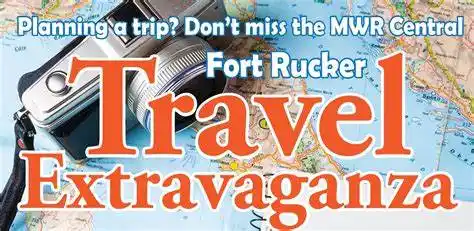 Planning a trip? Don't miss the MWR Central
Fort Rucker
Travel
Extravaganza